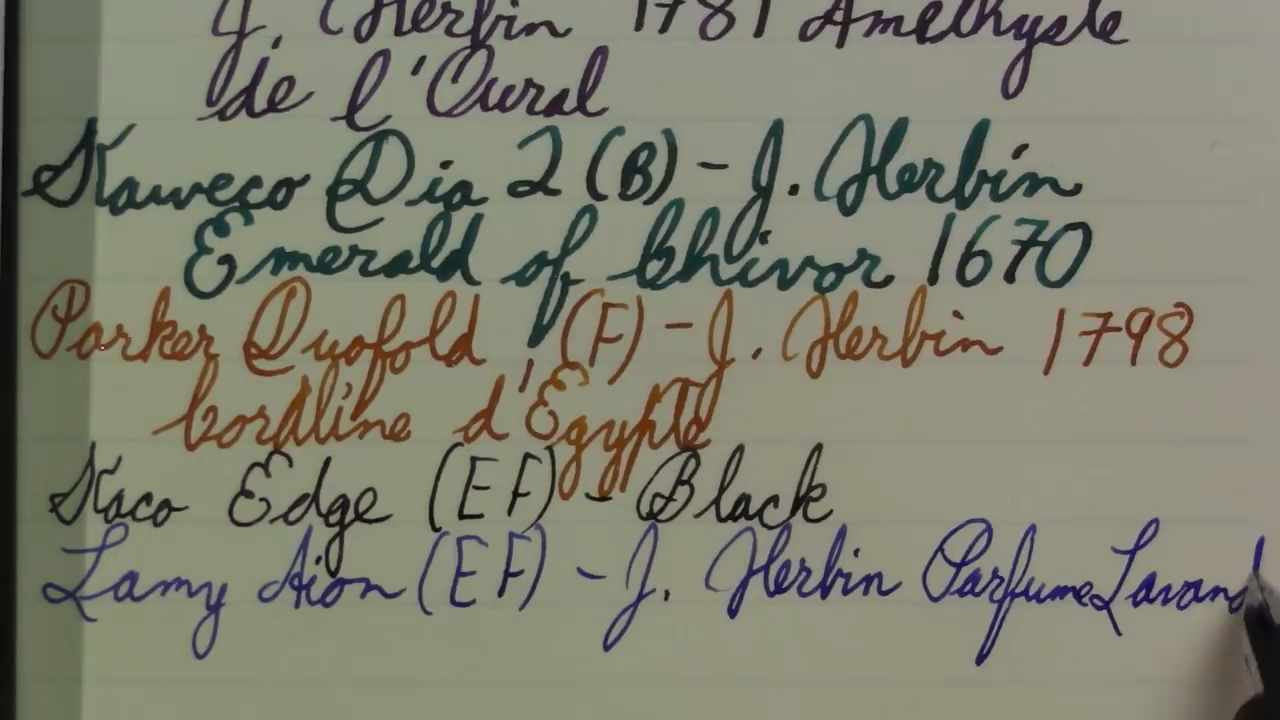 J. Herbin 1781 Amethyste
de l'Oural
Kaweco Dia 2 (B) - J. Herbin
Emerald of Chivor 1670
Parker Duofold (F) - J. Herbin 1798
Cornaline d'Egypte
Kaco Edge (EF) - Black
Lamy Aion (EF) - J. Herbin Parfume Lavand